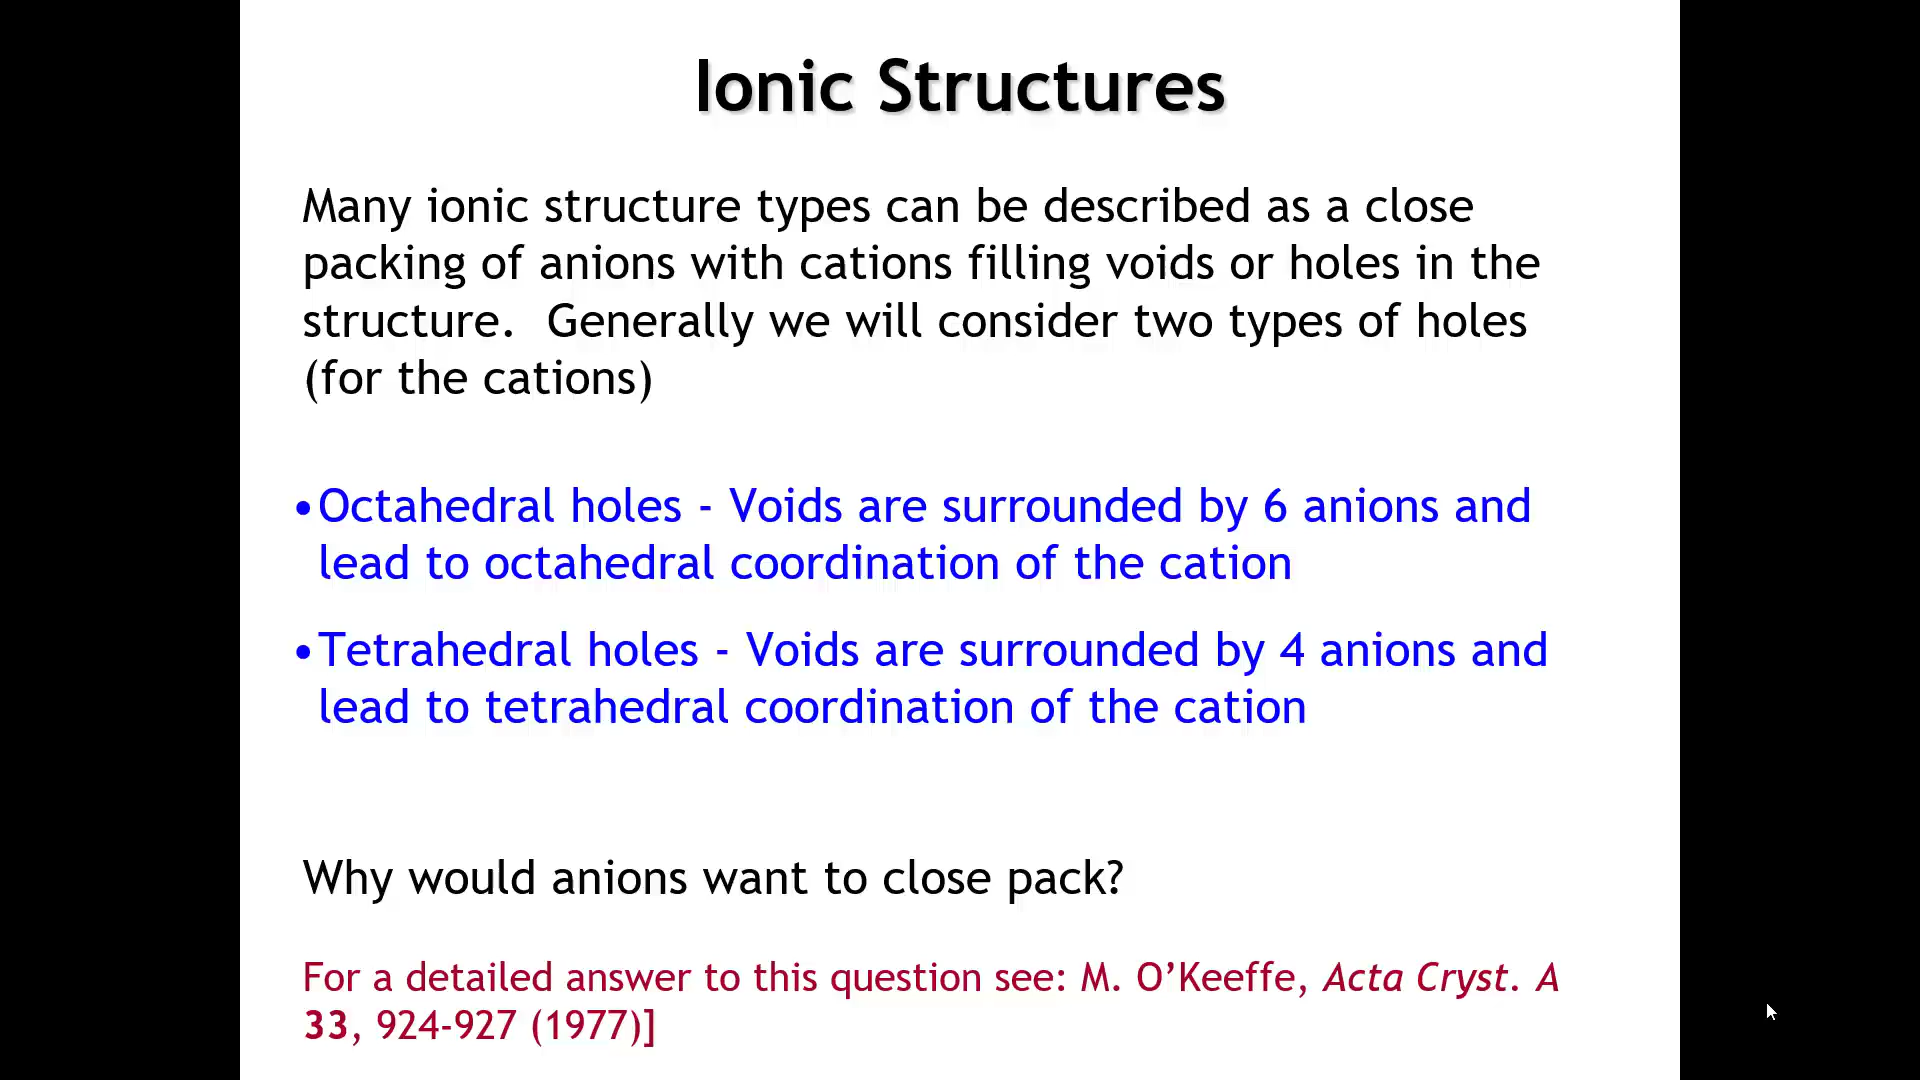 Ionic Structures
Many ionic structure types can be described as a close
packing of anions with cations filling voids or holes in the
structure.  Generally we will consider two types of holes
(for the cations)
•Octahedral holes - Voids are surrounded by 6 anions and
lead to octahedral coordination of the cation
•Tetrahedral holes - Voids are surrounded by 4 anions and
lead to tetrahedral coordination of the cation
Why would anions want to close pack?
For a detailed answer to this question see: M. O’Keeffe, Acta Cryst. A
33, 924-927 (1977)]